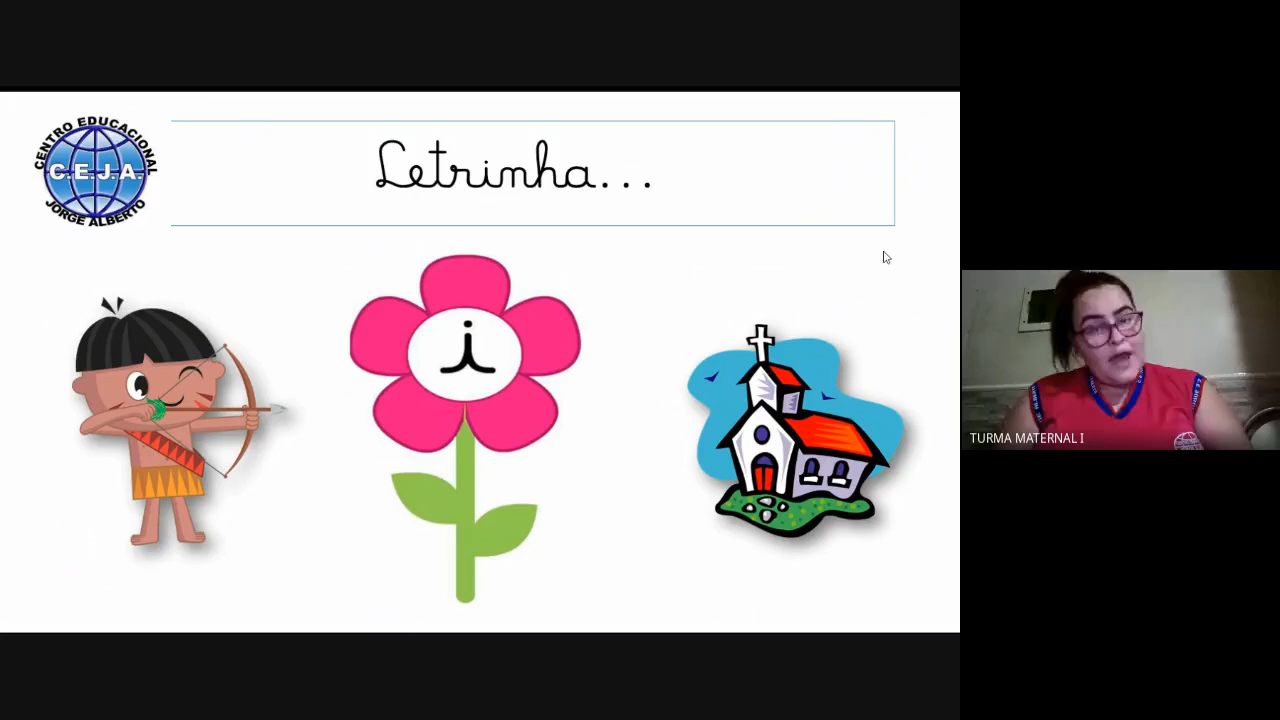 CENTRO EDUCACIONAL
C.E.J.A.
JORGE ALBERTO
Letrinha...
i
TURMA MATERNAL I